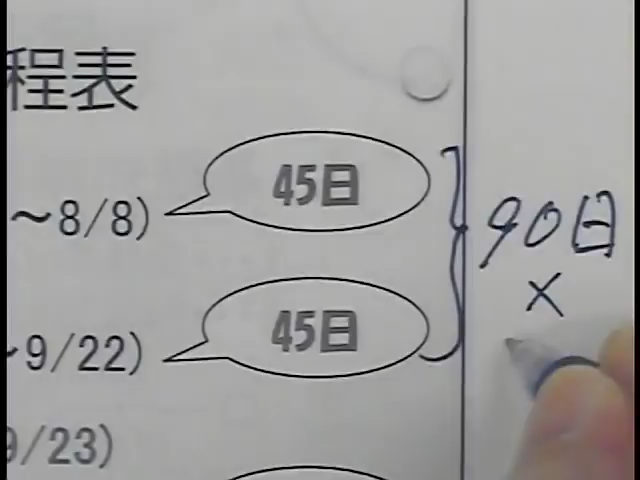 程表
～8/8)
45日
90日
×
～9/22)
45日
9/23)